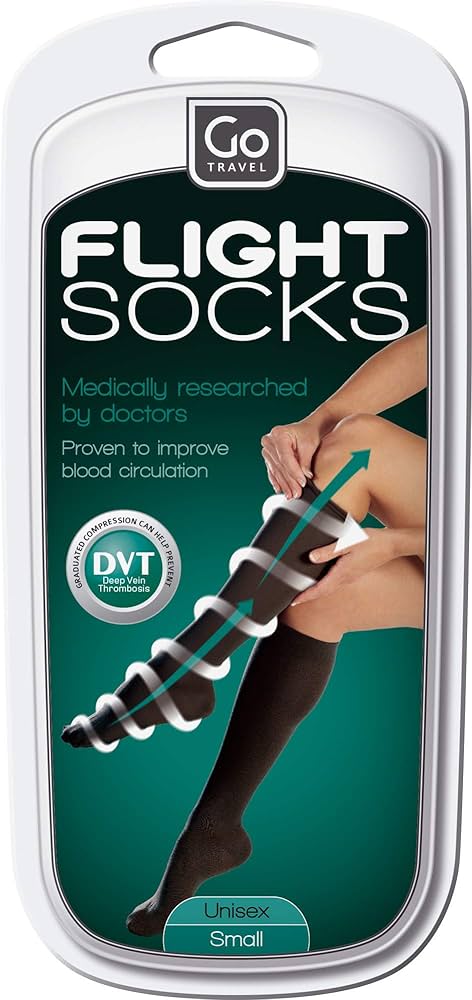 Go
TRAVEL
FLIGHT
SOCKS
Medically researched
by doctors
Proven to improve
blood circulation
GRADUATED COMPRESSION CAN HELP PREVENT
DVT
Deep Vein
Thrombosis
Unisex
Small